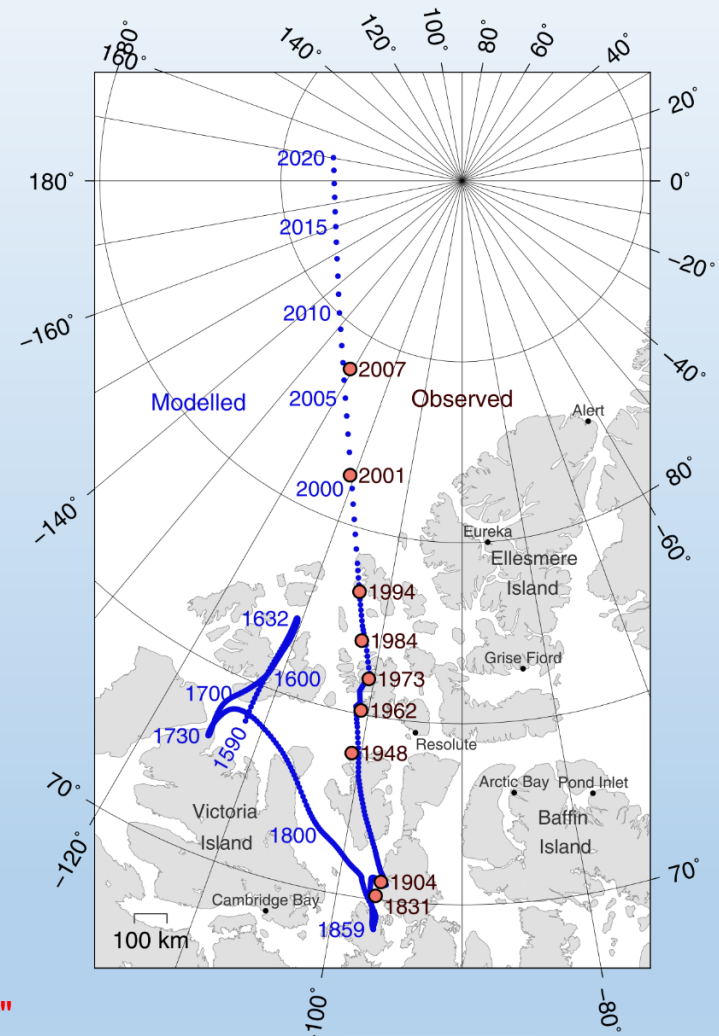 180°
160°
140°
120°
100°
80°
60°
40°
20°
180°
0°
−20°
−160°
−40°
−140°
80°
−60°
70°
−120°
70°
−100°
−80°
2020
2015
2010
2007
Modelled
2005
Observed
Alert
2001
2000
Eureka
Ellesmere
Island
1994
1632
1984
Grise Fiord
1600
1973
1700
1962
1730
1590
1948
Resolute
Arctic Bay
Pond Inlet
Victoria
Island
Baffin
Island
1800
1904
Cambridge Bay
1831
1859
100 km
"